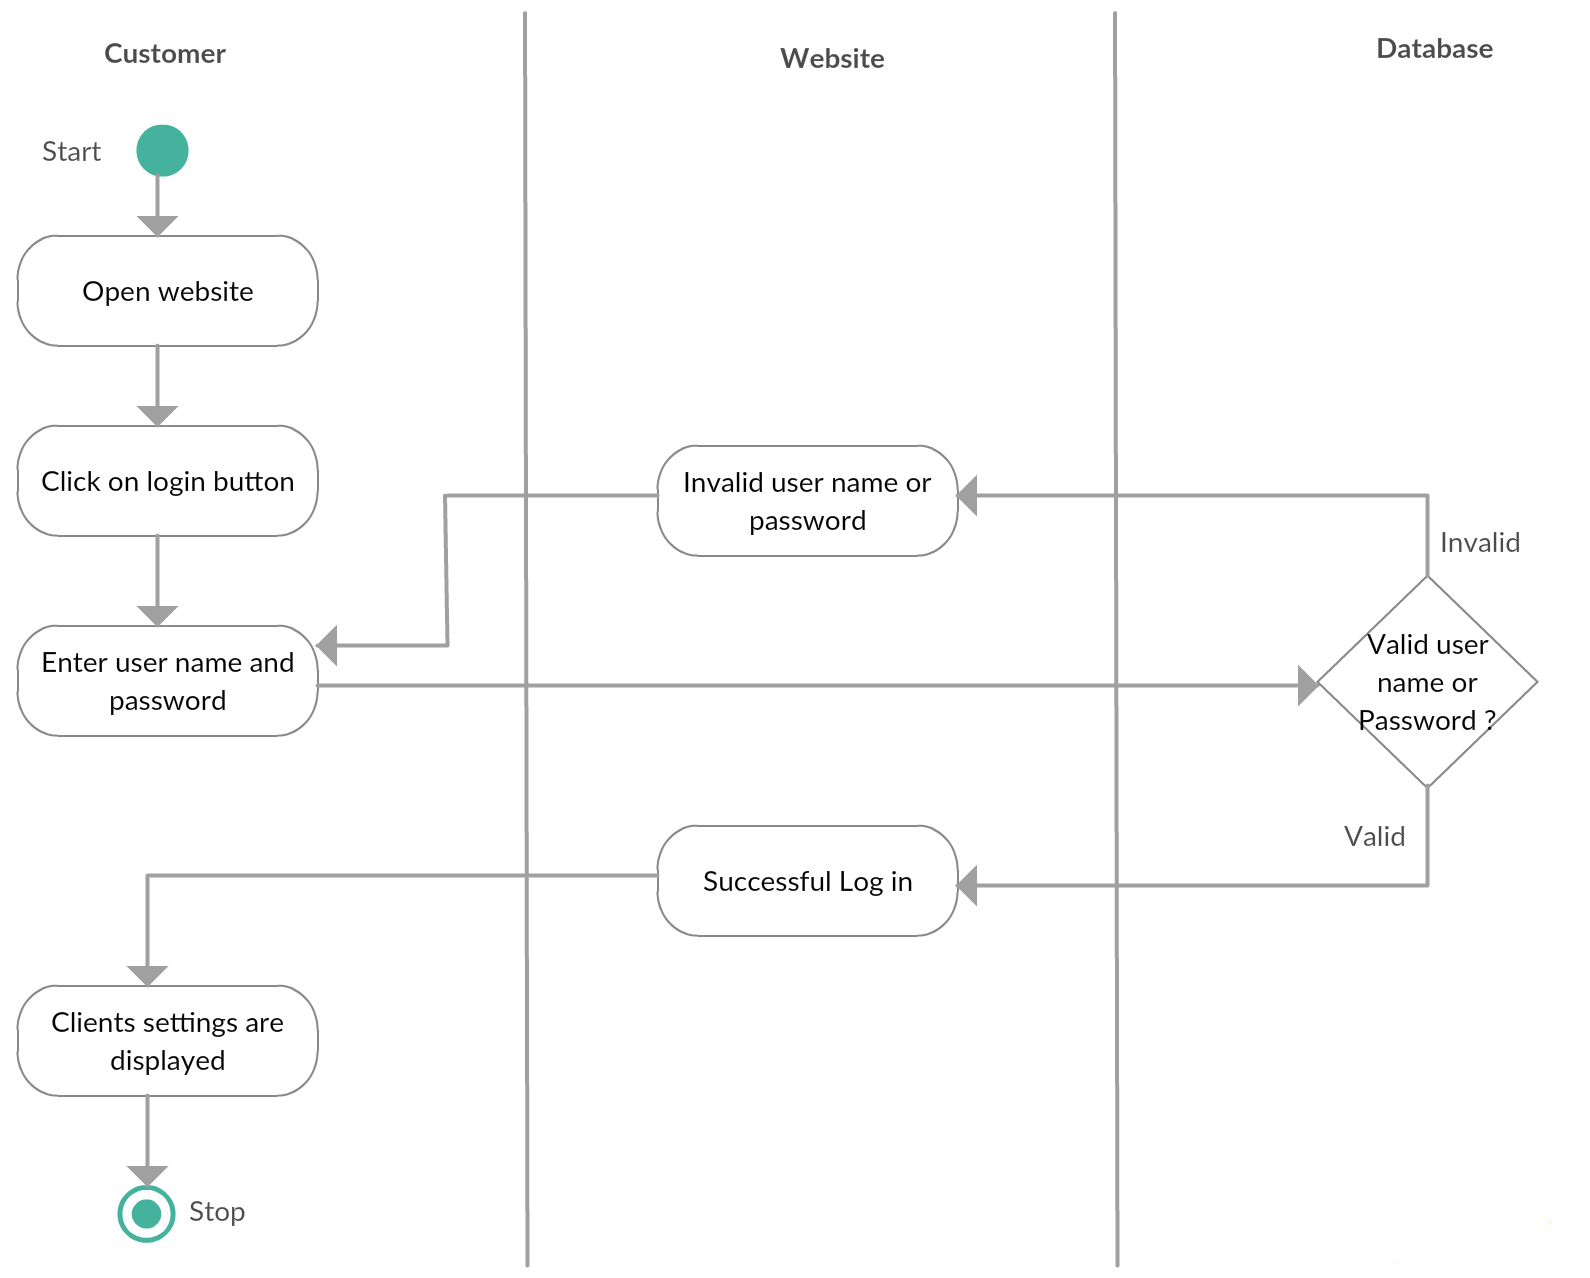 Customer
Website
Database
Start
Open website
Click on login button
Invalid user name or
password
Invalid
Enter user name and
password
Valid user
name or
Password ?
Valid
Successful Log in
Clients settings are
displayed
Stop